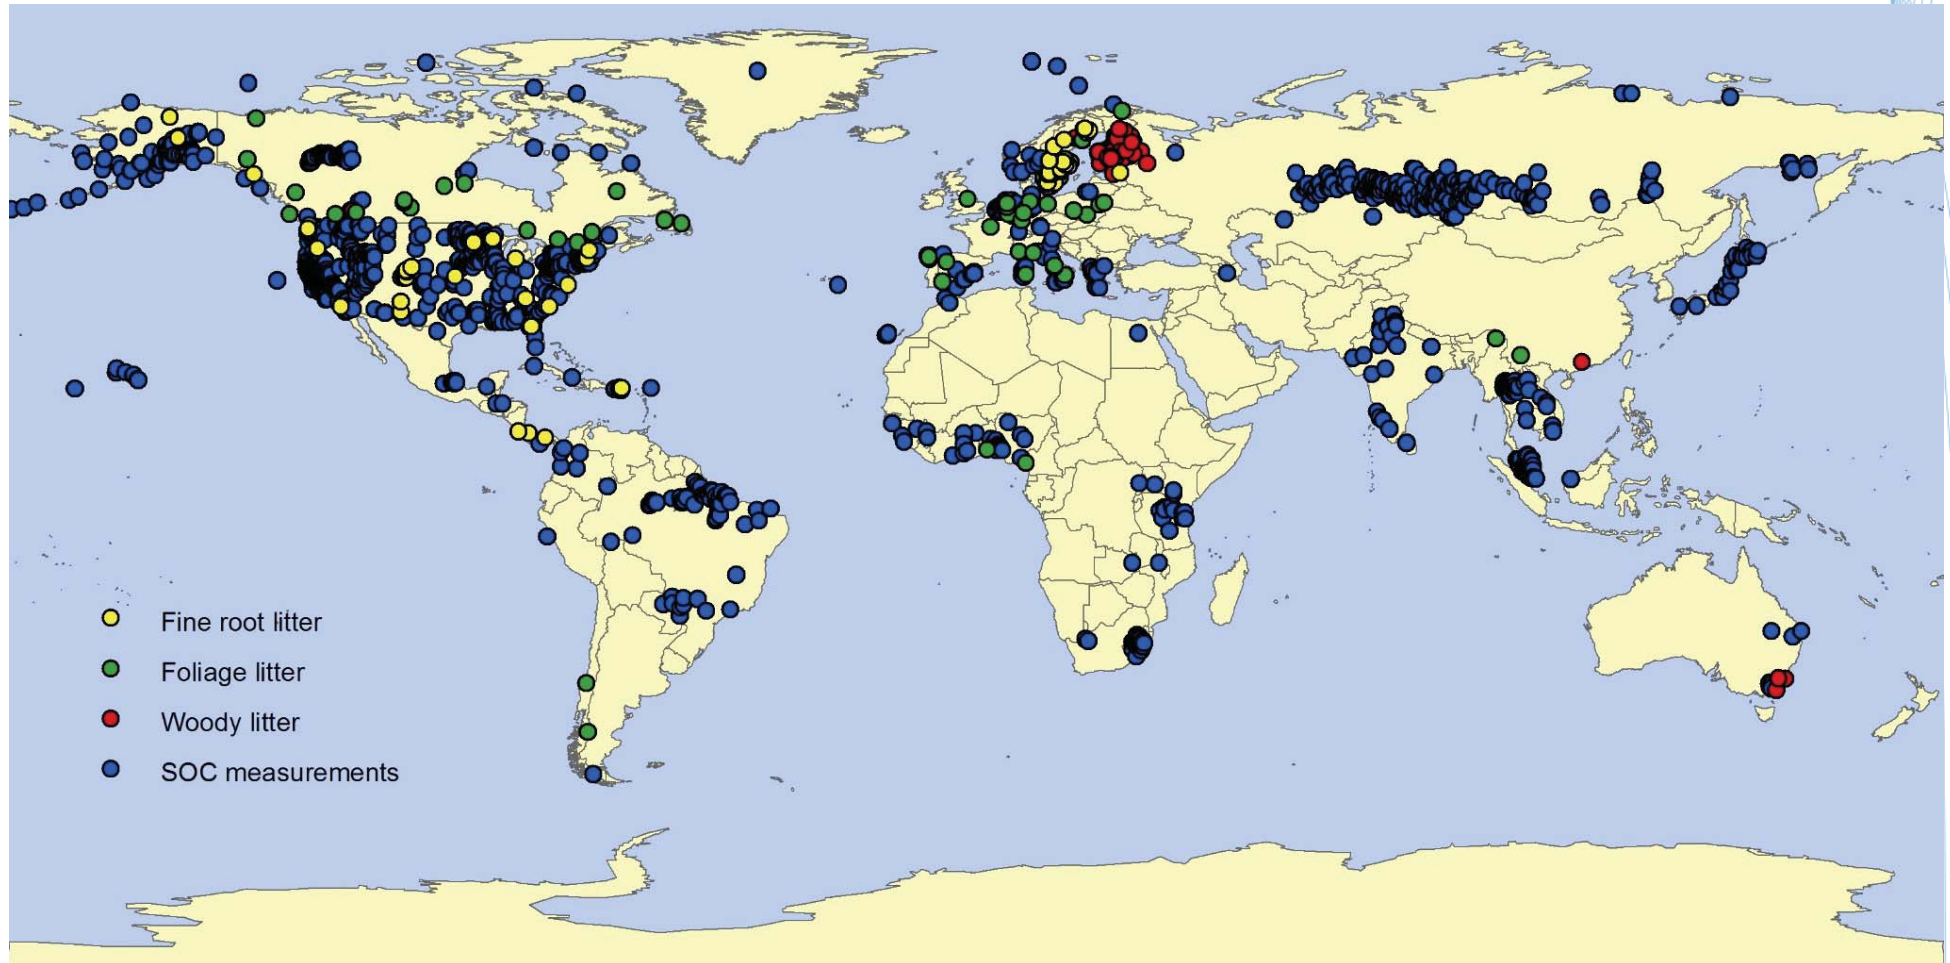 Fine root litter
Foliage litter
Woody litter
SOC measurements